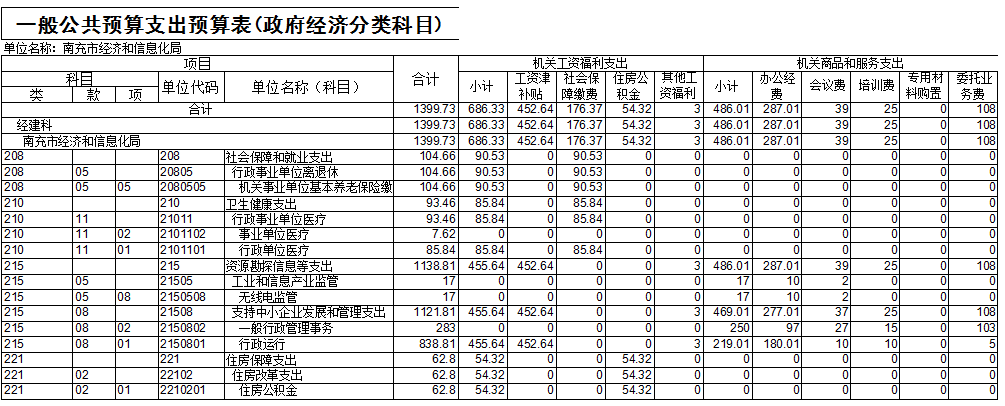 一般公共预算支出预算表(政府经济分类科目)
单位名称: 南充市经济和信息化局
项目 合计 机关工资福利支出 机关商品和服务支出
科目 单位代码 单位名称（科目） 小计 工资津补贴 社会保障缴费 住房公积金 其他工资福利 小计 办公经费 会议费 培训费 专用材料购置 委托业务费
类 款 项
合计 1399.73 686.33 452.64 176.37 54.32 3 486.01 287.01 39 25 0 108
经建科 1399.73 686.33 452.64 176.37 54.32 3 486.01 287.01 39 25 0 108
南充市经济和信息化局 1399.73 686.33 452.64 176.37 54.32 3 486.01 287.01 39 25 0 108
208 208 社会保障和就业支出 104.66 90.53 0 90.53 0 0 0 0 0 0 0 0
208 05 20805 行政事业单位离退休 104.66 90.53 0 90.53 0 0 0 0 0 0 0 0
208 05 05 2080505 机关事业单位基本养老保险缴 104.66 90.53 0 90.53 0 0 0 0 0 0 0 0
210 210 卫生健康支出 93.46 85.84 0 85.84 0 0 0 0 0 0 0 0
210 11 21011 行政事业单位医疗 93.46 85.84 0 85.84 0 0 0 0 0 0 0 0
210 11 02 2101102 事业单位医疗 7.62 0 0 0 0 0 0 0 0 0 0 0
210 11 01 2101101 行政单位医疗 85.84 85.84 0 85.84 0 0 0 0 0 0 0 0
215 215 资源勘探信息等支出 1138.81 455.64 452.64 0 0 3 486.01 287.01 39 25 0 108
215 05 21505 工业和信息产业监管 17 0 0 0 0 0 17 10 2 0 0 0
215 05 08 2150508 无线电监管 17 0 0 0 0 0 17 10 2 0 0 0
215 08 21508 支持中小企业发展和管理支出 1121.81 455.64 452.64 0 0 3 469.01 277.01 37 25 0 108
215 08 02 2150802 一般行政管理事务 283 0 0 0 0 0 250 97 27 15 0 103
215 08 01 2150801 行政运行 838.81 455.64 452.64 0 0 3 219.01 180.01 10 10 0 5
221 221 住房保障支出 62.8 54.32 0 0 54.32 0 0 0 0 0 0 0
221 02 22102 住房改革支出 62.8 54.32 0 0 54.32 0 0 0 0 0 0 0
221 02 01 2210201 住房公积金 62.8 54.32 0 0 54.32 0 0 0 0 0 0 0